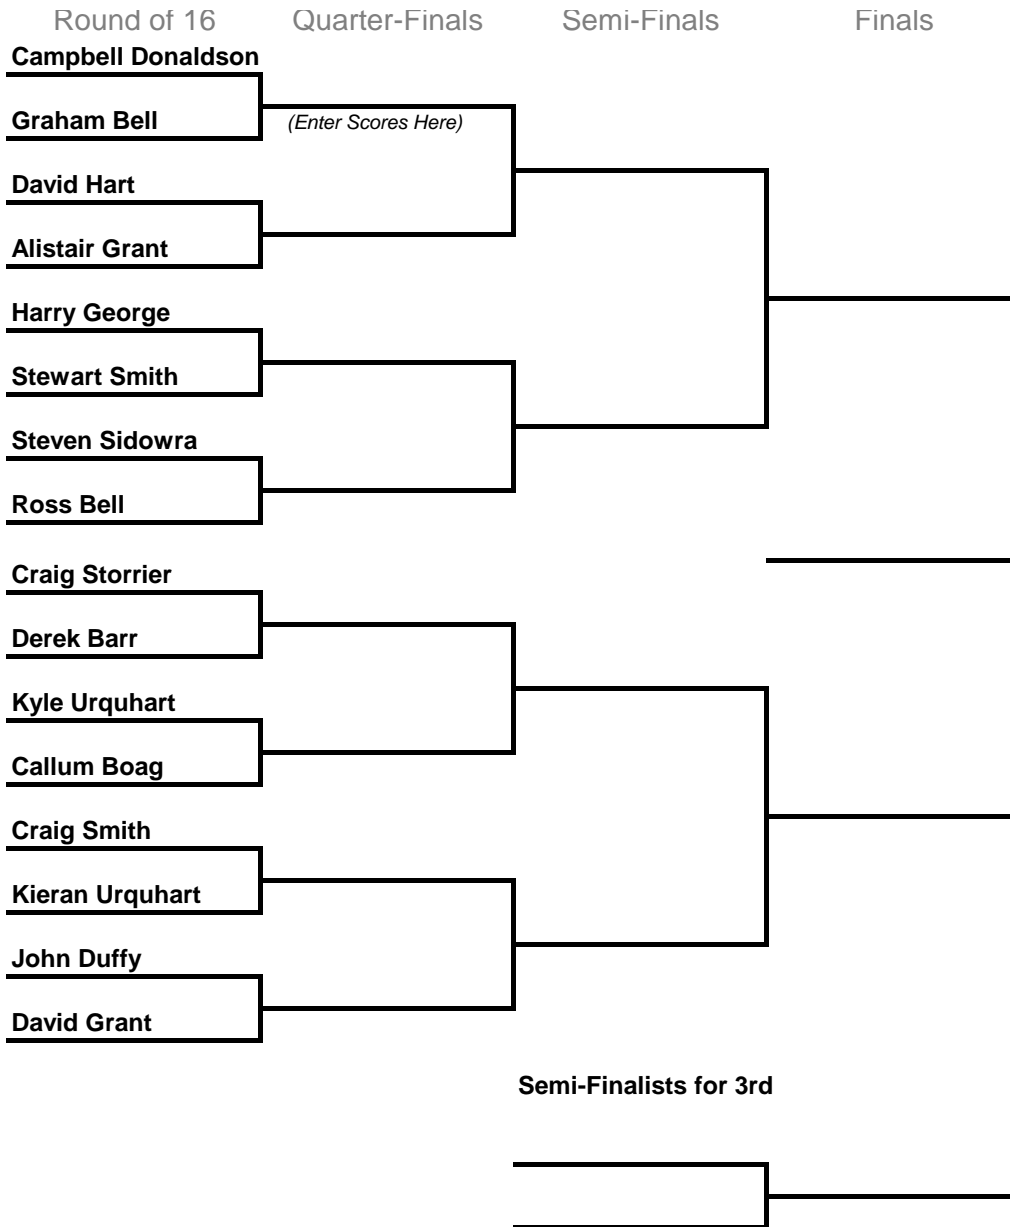 Round of 16 Quarter-Finals Semi-Finals Finals
Campbell Donaldson
Graham Bell
(Enter Scores Here)
David Hart
Alistair Grant
Harry George
Stewart Smith
Steven Sidowra
Ross Bell
Craig Storrier
Derek Barr
Kyle Urquhart
Callum Boag
Craig Smith
Kieran Urquhart
John Duffy
David Grant
Semi-Finalists for 3rd